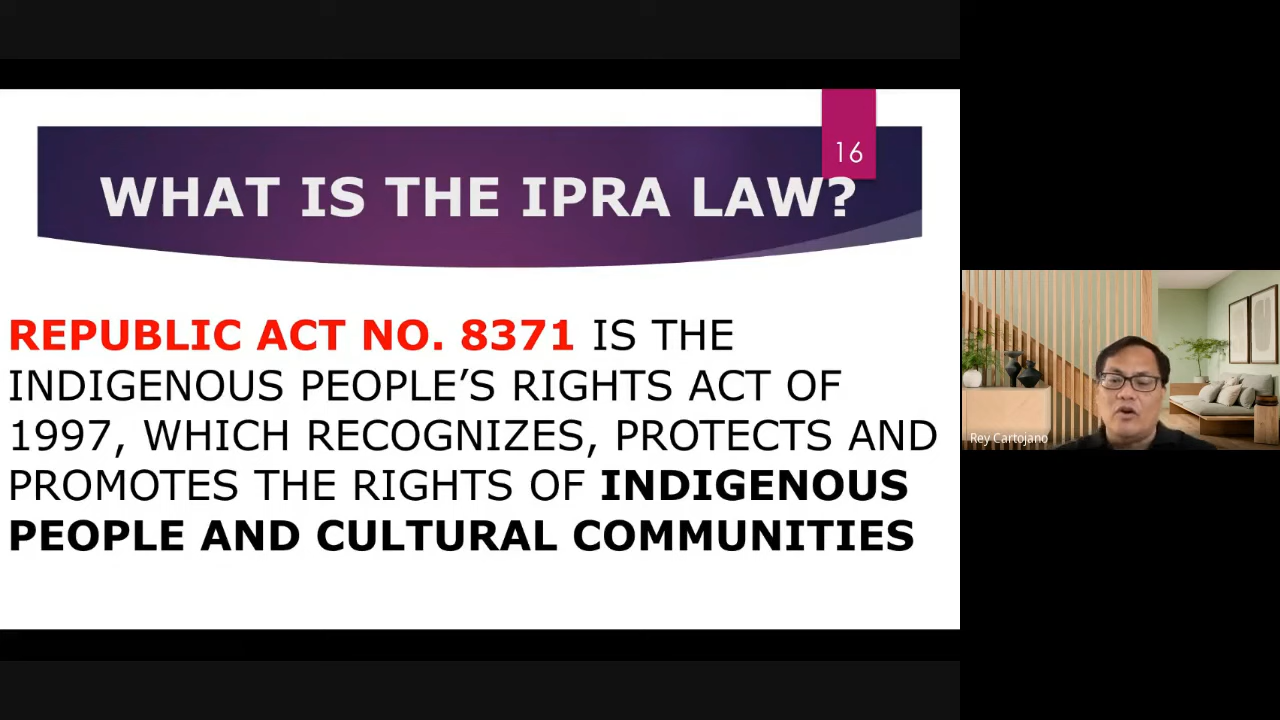 16
WHAT IS THE IPRA LAW?
REPUBLIC ACT NO. 8371 IS THE
INDIGENOUS PEOPLE’S RIGHTS ACT OF
1997, WHICH RECOGNIZES, PROTECTS AND
PROMOTES THE RIGHTS OF INDIGENOUS
PEOPLE AND CULTURAL COMMUNITIES
Rey Cartojano